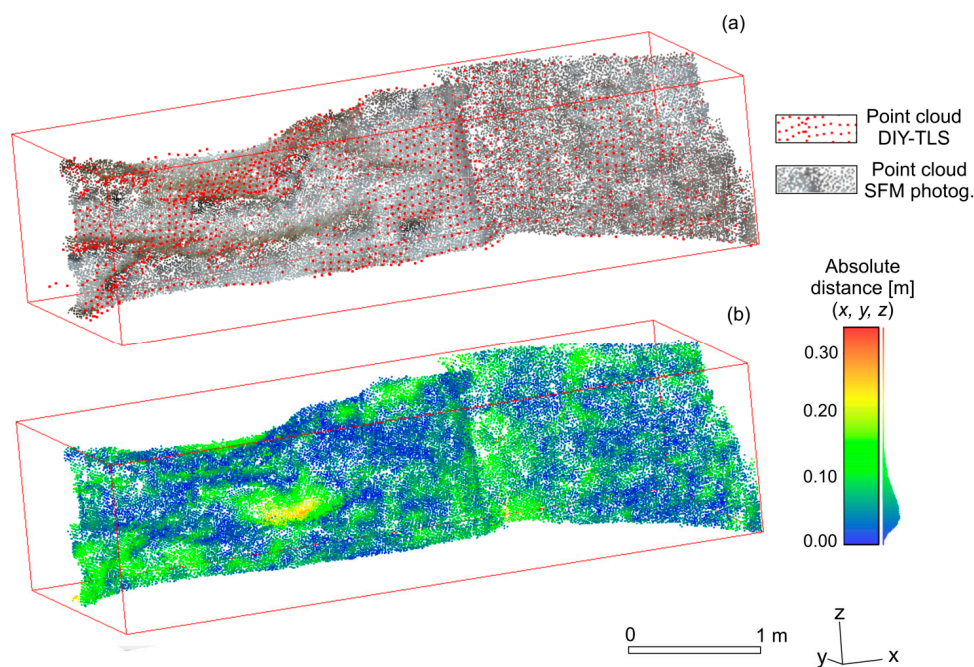 (a)
Point cloud
DIY-TLS
Point cloud
SFM photog.
Absolute
distance [m]
(x, y, z)
(b)
0.30
0.20
0.10
0.00
0 1 m
z
y x